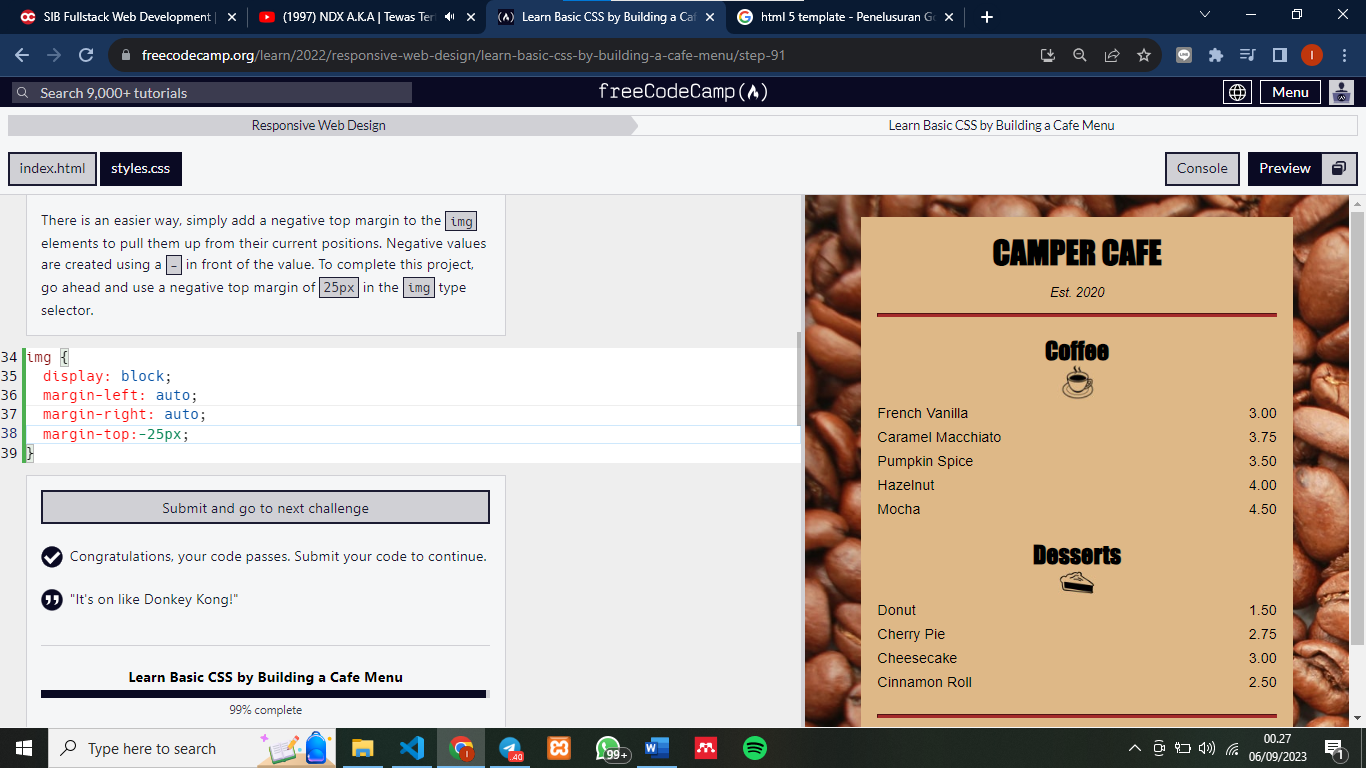 SIB Fullstack Web Development |
(1997) NDX A.K.A | Tewas Ter
Learn Basic CSS by Building a Caf
html 5 template - Penelusuran Go
freecodecamp.org/learn/2022/responsive-web-design/learn-basic-css-by-building-a-cafe-menu/step-91
I
Search 9,000+ tutorials
freeCodeCamp
Menu
Responsive Web Design
Learn Basic CSS by Building a Cafe Menu
index.html
styles.css
Console
Preview
There is an easier way, simply add a negative top margin to the img
elements to pull them up from their current positions. Negative values
are created using a - in front of the value. To complete this project,
go ahead and use a negative top margin of 25px in the img type
selector.
34 img {
35 display: block;
36 margin-left: auto;
37 margin-right: auto;
38 margin-top:-25px;
39 }
Submit and go to next challenge
Congratulations, your code passes. Submit your code to continue.
"It's on like Donkey Kong!"
Learn Basic CSS by Building a Cafe Menu
99% complete
CAMPER CAFE
Est. 2020
Coffee
French Vanilla 3.00
Caramel Macchiato 3.75
Pumpkin Spice 3.50
Hazelnut 4.00
Mocha 4.50
Desserts
Donut 1.50
Cherry Pie 2.75
Cheesecake 3.00
Cinnamon Roll 2.50
Type here to search
I
40
99+
00.27
06/09/2023
1